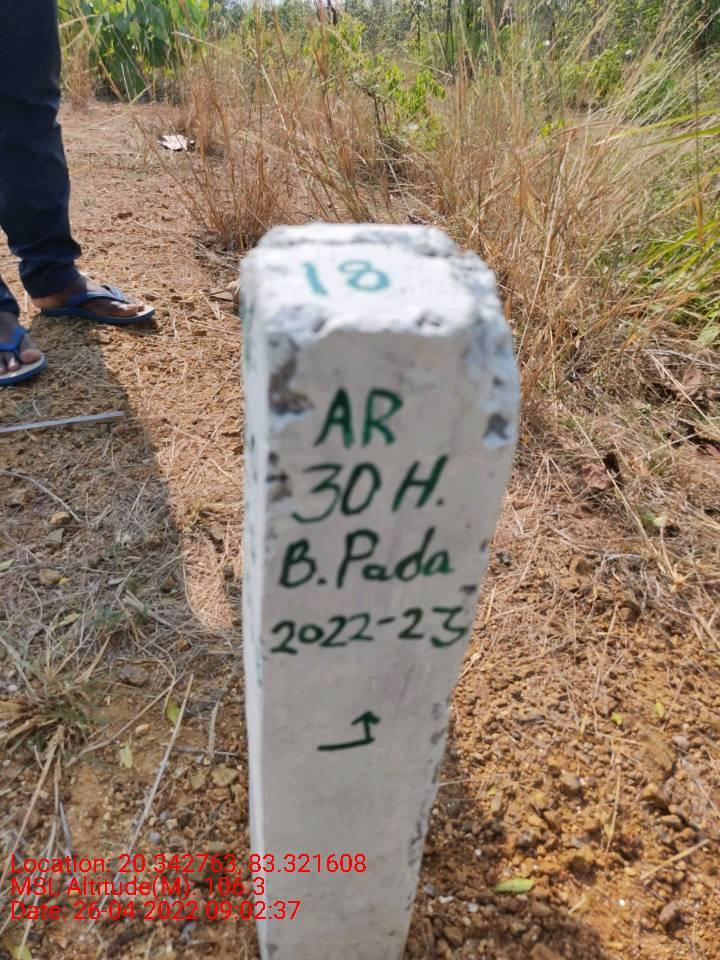 18
AR
30 H.
B. Pada
2022-23
Location: 20.342763, 83.321608
MSL Altitude(M): 106.3
Date: 26-04 2022 09:02:37